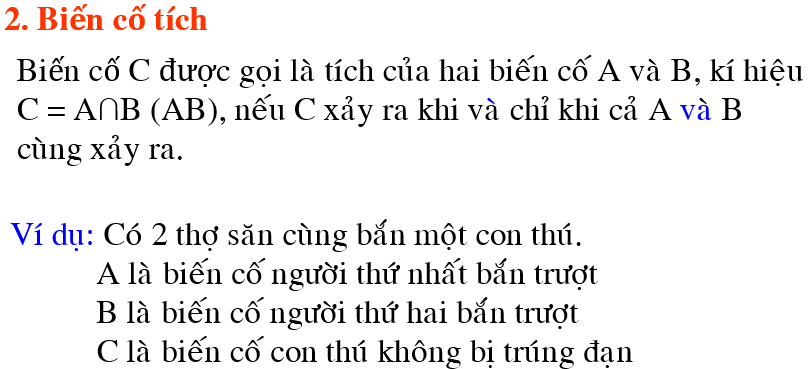 2. Biến cố tích
Biến cố C được gọi là tích của hai biến cố A và B, kí hiệu
C = A∩B (AB), nếu C xảy ra khi và chỉ khi cả A và B
cùng xảy ra.
Ví dụ: Có 2 thợ săn cùng bắn một con thú.
A là biến cố người thứ nhất bắn trượt
B là biến cố người thứ hai bắn trượt
C là biến cố con thú không bị trúng đạn